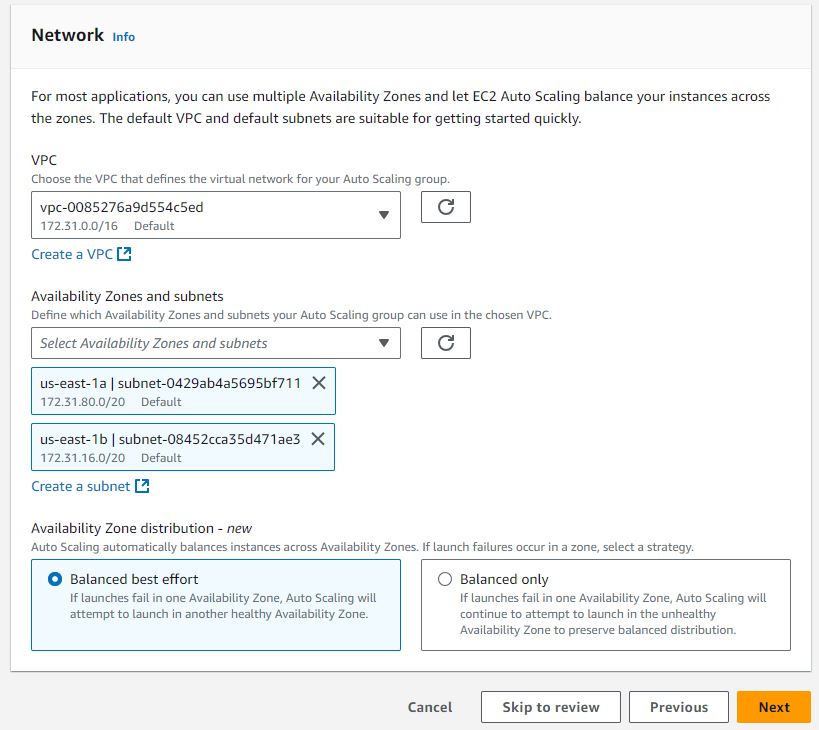 Network Info
For most applications, you can use multiple Availability Zones and let EC2 Auto Scaling balance your instances across
the zones. The default VPC and default subnets are suitable for getting started quickly.
VPC
Choose the VPC that defines the virtual network for your Auto Scaling group.
vpc-0085276a9d554c5ed
172.31.0.0/16 Default
Create a VPC
Availability Zones and subnets
Define which Availability Zones and subnets your Auto Scaling group can use in the chosen VPC.
Select Availability Zones and subnets
us-east-1a | subnet-0429ab4a5695bf711
172.31.80.0/20 Default
us-east-1b | subnet-08452cca35d471ae3
172.31.16.0/20 Default
Create a subnet
Availability Zone distribution - new
Auto Scaling automatically balances instances across Availability Zones. If launch failures occur in a zone, select a strategy.
Balanced best effort
If launches fail in one Availability Zone, Auto Scaling will
attempt to launch in another healthy Availability Zone.
Balanced only
If launches fail in one Availability Zone, Auto Scaling will
continue to attempt to launch in the unhealthy
Availability Zone to preserve balanced distribution.
Cancel Skip to review Previous Next